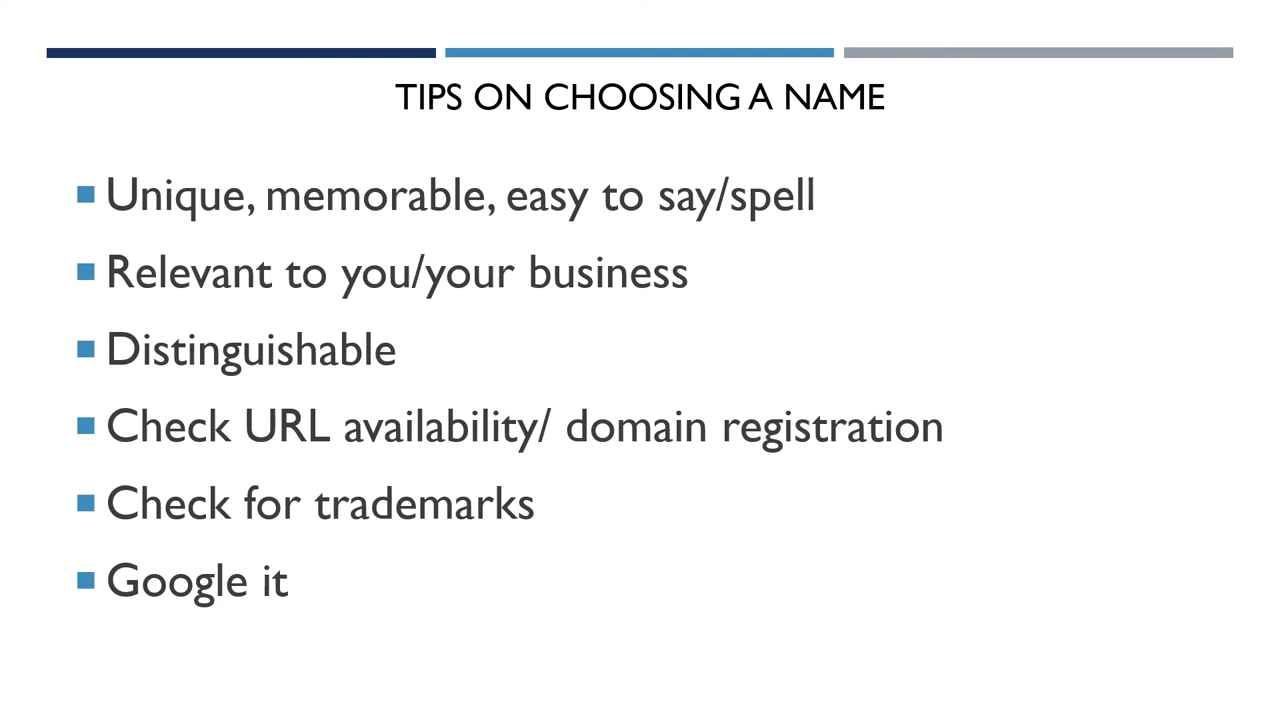 TIPS ON CHOOSING A NAME
Unique, memorable, easy to say/spell
Relevant to you/your business
Distinguishable
Check URL availability/ domain registration
Check for trademarks
Google it